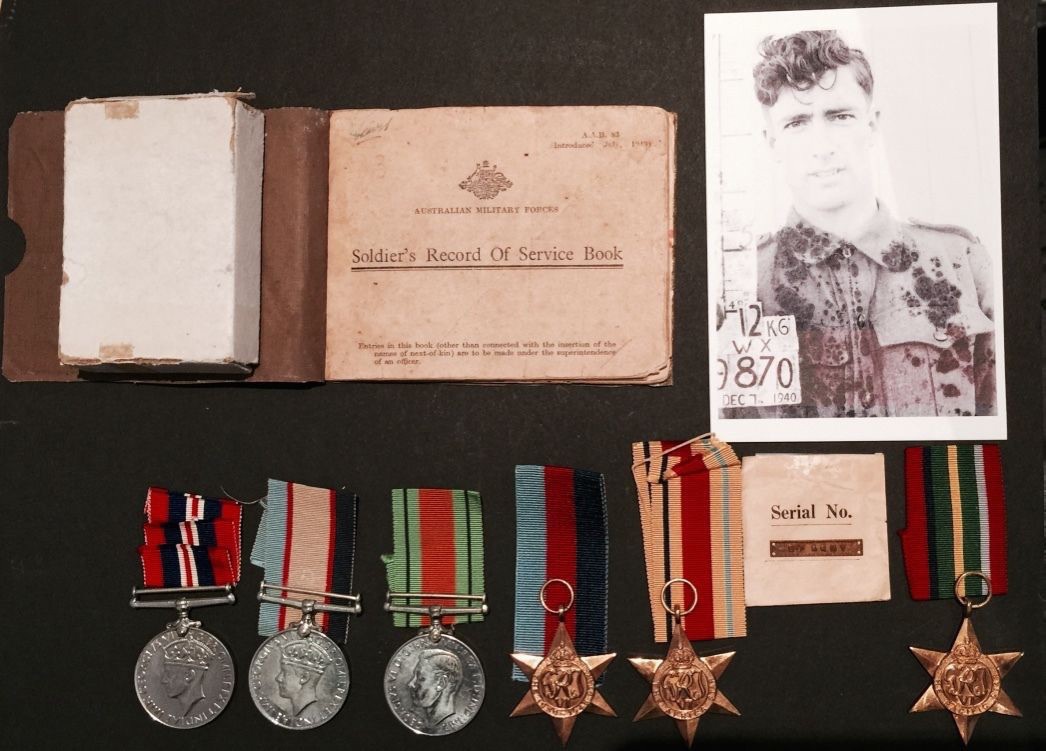 A.A.B. 83
Introduced July, 1940
AUSTRALIAN MILITARY FORCES
Soldier's Record Of Service Book
Entries in this book (other than connected with the insertion of the
names of next-of-kin) are to be made under the superintendence
of an officer.
12 KG
WX
9870
DEC 7 1940
Serial No.